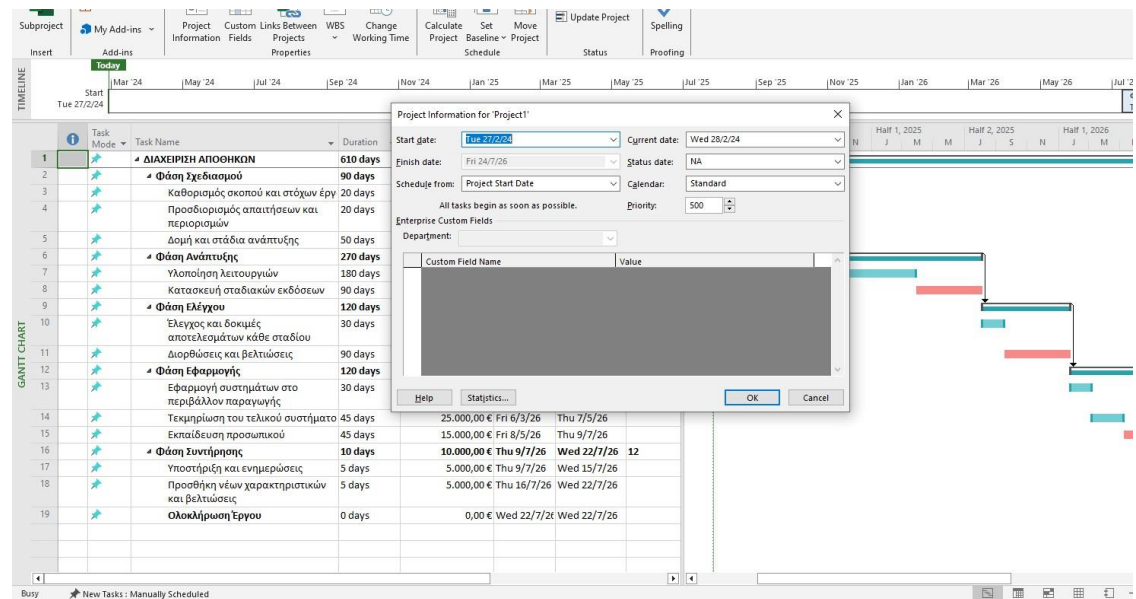 Update Project
Subproject
My Add-ins
Project Information
Custom Fields
Links Between Projects
WBS
Change Working Time
Calculate Project
Set Baseline
Move Project
Spelling
Insert
Add-ins
Properties
Schedule
Status
Proofing
TIMELINE
Today
Mar '24 May '24 Jul '24 Sep '24 Nov '24 Jan '25 Mar '25 May '25 Jul '25 Sep '25 Nov '25 Jan '26 Mar '26 May '26
Start
Tue 27/2/24
Project Information for 'Project1'
Start date: Tue 27/2/24 Current date: Wed 28/2/24
Finish date: Fri 24/7/26 Status date: NA
Schedule from: Project Start Date Calendar: Standard
All tasks begin as soon as possible. Priority: 500
Enterprise Custom Fields
Department:
Custom Field Name Value
Help Statistics... OK Cancel
Task Mode Task Name Duration
N Half 1, 2025 Half 2, 2025 Half 1, 2026
J M M J S N J M
GANTT CHART
1 ΔΙΑΧΕΙΡΙΣΗ ΑΠΟΘΗΚΩΝ 610 days
2 Φάση Σχεδιασμού 90 days
3 Καθορισμός σκοπού και στόχων έργ 20 days
4 Προσδιορισμός απαιτήσεων και 20 days
περιορισμών
5 Δομή και στάδια ανάπτυξης 50 days
6 Φάση Ανάπτυξης 270 days
7 Υλοποίηση λειτουργιών 180 days
8 Κατασκευή σταδιακών εκδόσεων 90 days
9 Φάση Ελέγχου 120 days
10 Έλεγχος και δοκιμές 30 days
αποτελεσμάτων κάθε σταδίου
11 Διορθώσεις και βελτιώσεις 90 days
12 Φάση Εφαρμογής 120 days
13 Εφαρμογή συστημάτων στο 30 days
περιβάλλον παραγωγής
14 Τεκμηρίωση του τελικού συστήματο 45 days 25.000,00 € Fri 6/3/26 Thu 7/5/26
15 Εκπαίδευση προσωπικού 45 days 15.000,00 € Fri 8/5/26 Thu 9/7/26
16 Φάση Συντήρησης 10 days 10.000,00 € Thu 9/7/26 Wed 22/7/26 12
17 Υποστήριξη και ενημερώσεις 5 days 5.000,00 € Thu 9/7/26 Wed 15/7/26
18 Προσθήκη νέων χαρακτηριστικών 5 days 5.000,00 € Thu 16/7/26 Wed 22/7/26
και βελτιώσεις
19 Ολοκλήρωση Έργου 0 days 0,00 € Wed 22/7/26 Wed 22/7/26
Busy New Tasks : Manually Scheduled